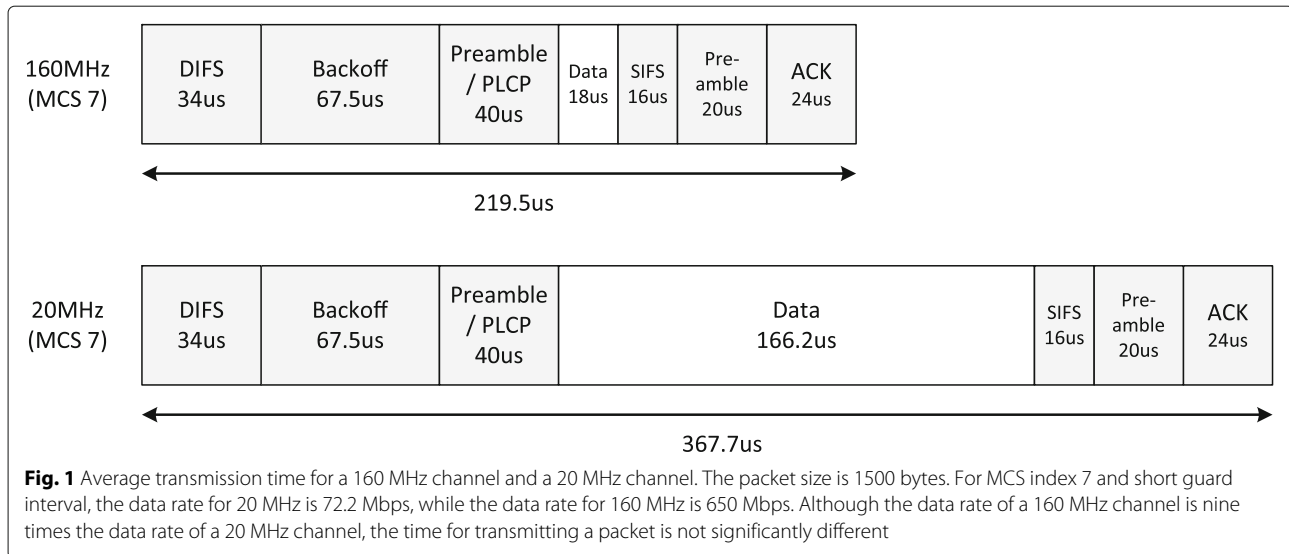 160MHz
(MCS 7)
DIFS
34us
Backoff
67.5us
Preamble
/ PLCP
40us
Data
18us
SIFS
16us
Pre-
amble
20us
ACK
24us
219.5us
20MHz
(MCS 7)
DIFS
34us
Backoff
67.5us
Preamble
/ PLCP
40us
Data
166.2us
SIFS
16us
Pre-
amble
20us
ACK
24us
367.7us
Fig. 1 Average transmission time for a 160 MHz channel and a 20 MHz channel. The packet size is 1500 bytes. For MCS index 7 and short guard
interval, the data rate for 20 MHz is 72.2 Mbps, while the data rate for 160 MHz is 650 Mbps. Although the data rate of a 160 MHz channel is nine
times the data rate of a 20 MHz channel, the time for transmitting a packet is not significantly different